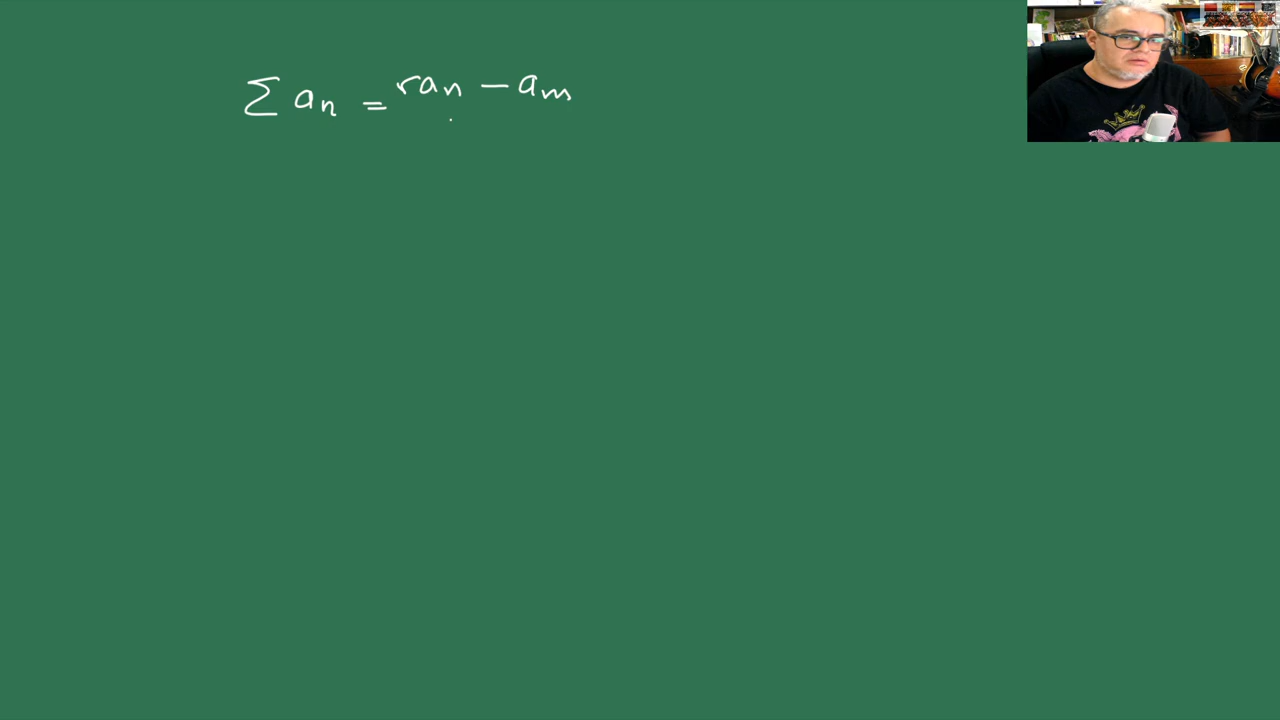 ∑ aₙ = raₙ − aₘ